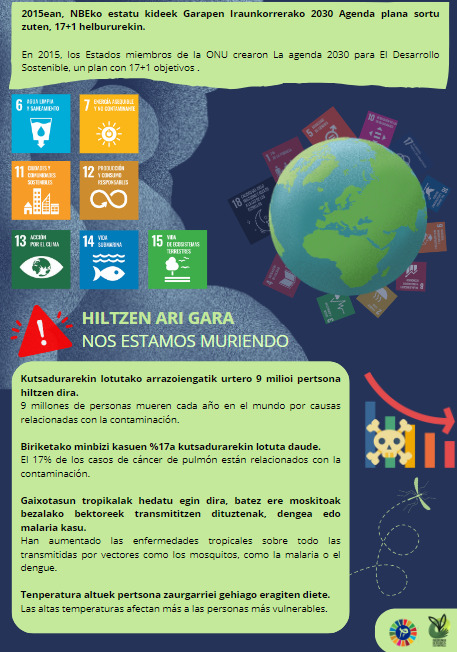 2015ean, NBEko estatu kideek Garapen Iraunkorrerako 2030 Agenda plana sortu
zuten, 17+1 helbururekin.
En 2015, los Estados miembros de la ONU crearon La agenda 2030 para El Desarrollo
Sostenible, un plan con 17+1 objetivos .
6 AGUA LIMPIA
Y SANEAMIENTO
7 ENERGÍA ASEQUIBLE
Y NO CONTAMINANTE
11 CIUDADES Y
COMUNIDADES
SOSTENIBLES
12 PRODUCCIÓN
Y CONSUMO
RESPONSABLES
13 ACCIÓN
POR EL CLIMA
14 VIDA
SUBMARINA
15 VIDA
DE ECOSISTEMAS
TERRESTRES
10
5
17
18
HILTZEN ARI GARA
NOS ESTAMOS MURIENDO
Kutsadurarekin lotutako arrazoiengatik urtero 9 milioi pertsona
hiltzen dira.
9 millones de personas mueren cada año en el mundo por causas
relacionadas con la contaminación.
Biriketako minbizi kasuen %17a kutsadurarekin lotuta daude.
El 17% de los casos de cáncer de pulmón están relacionados con la
contaminación.
Gaixotasun tropikalak hedatu egin dira, batez ere moskitoak
bezalako bektoreek transmititzen dituztenak, dengea edo
malaria kasu.
Han aumentado las enfermedades tropicales sobre todo las
transmitidas por vectores como los mosquitos, como la malaria o el
dengue.
Tenperatura altuek pertsona zaurgarriei gehiago eragiten diete.
Las altas temperaturas afectan más a las personas más vulnerables.